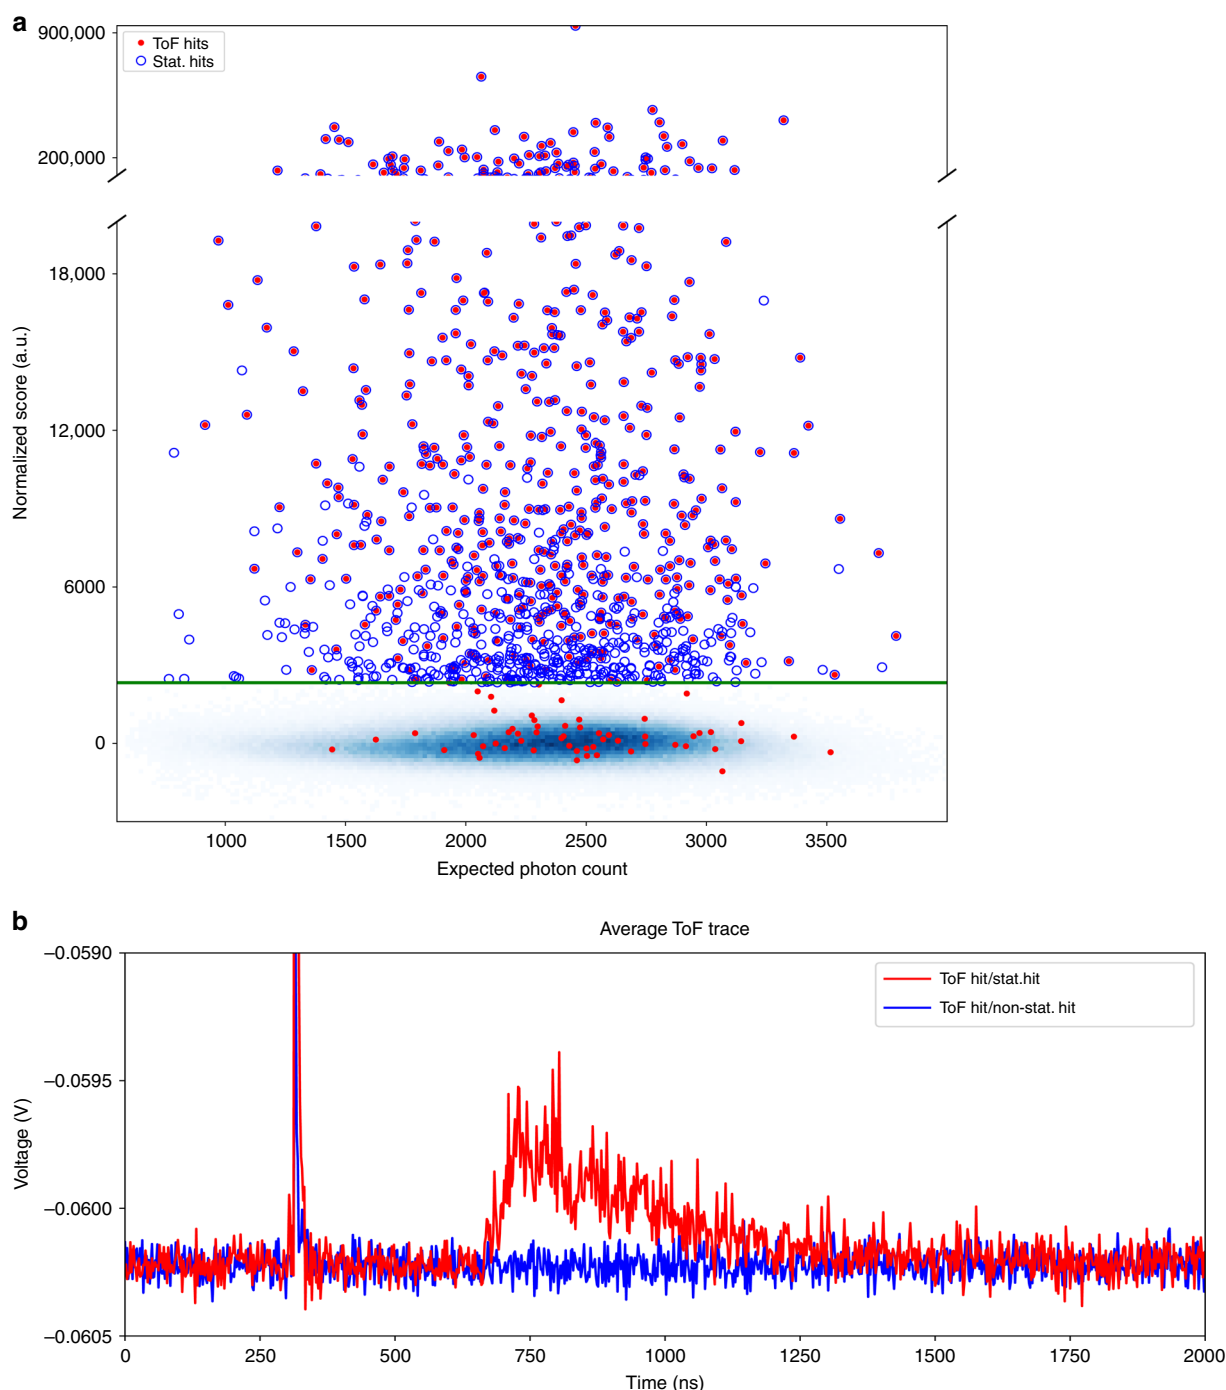 a
900,000
ToF hits
Stat. hits
200,000
18,000
12,000
6000
0
Normalized score (a.u.)
1000 1500 2000 2500 3000 3500
Expected photon count
b
Average ToF trace
−0.0590
ToF hit/stat.hit
ToF hit/non-stat. hit
−0.0595
−0.0600
−0.0605
Voltage (V)
0 250 500 750 1000 1250 1500 1750 2000
Time (ns)